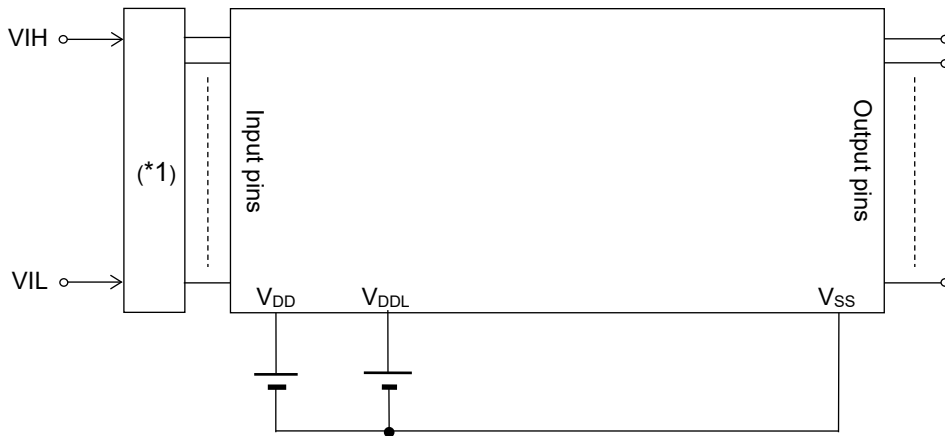 VIH
(*1)
VIL
Input pins
Output pins
VDD
VDDL
VSS